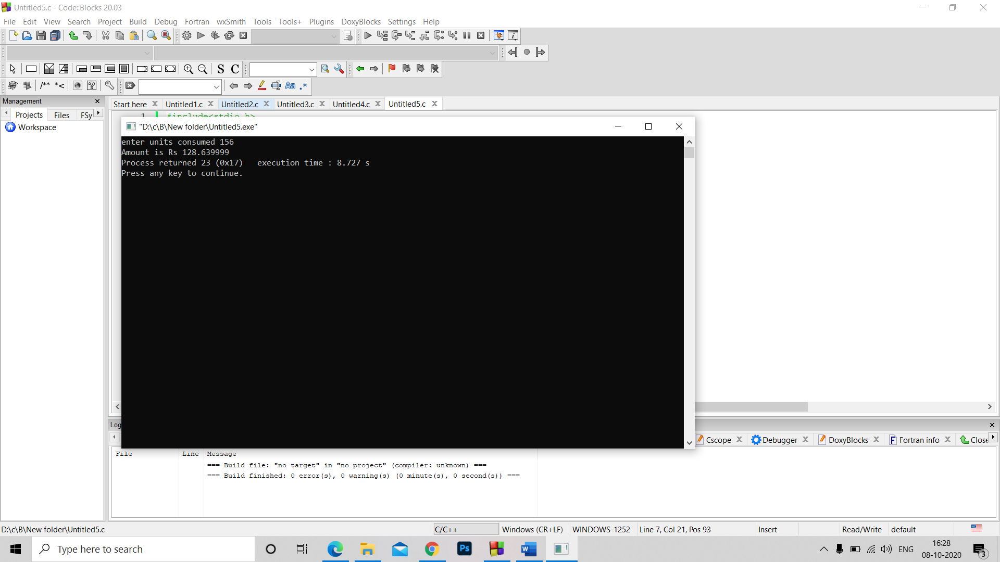 Untitled5.c - Code::Blocks 20.03
File Edit View Search Project Build Debug Fortran wxSmith Tools Tools+ Plugins DoxyBlocks Settings Help
S C
/** *<
Aa .*
Management
Projects Files FSy
Workspace
Start here Untitled1.c Untitled2.c Untitled3.c Untitled4.c Untitled5.c
1 #include<stdio.h>
"D:\c\B\New folder\Untitled5.exe"
enter units consumed 156
Amount is Rs 128.639999
Process returned 23 (0x17)   execution time : 8.727 s
Press any key to continue.
Log
Cscope Debugger DoxyBlocks Fortran info Close
File Line Message
=== Build file: "no target" in "no project" (compiler: unknown) ===
=== Build finished: 0 error(s), 0 warning(s) (0 minute(s), 0 second(s)) ===
D:\c\B\New folder\Untitled5.c C/C++ Windows (CR+LF) WINDOWS-1252 Line 7, Col 21, Pos 93 Insert Read/Write default
Type here to search
Ps
W
ENG
16:28
08-10-2020
3